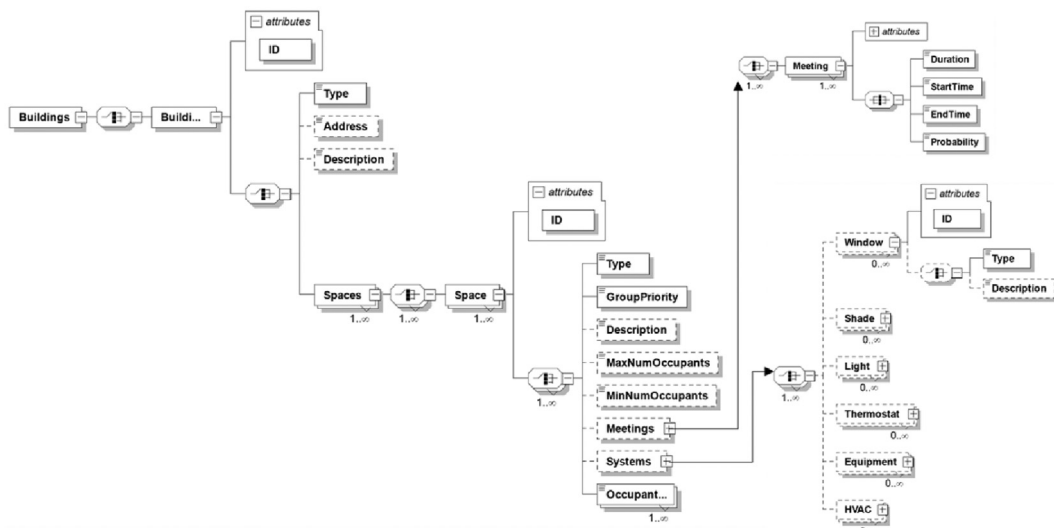 Buildings
Buildi...
attributes
ID
Type
Address
Description
Spaces
1..∞
1..∞
Space
1..∞
attributes
ID
1..∞
Type
GroupPriority
Description
MaxNumOccupants
MinNumOccupants
Meetings
Systems
Occupant...
1..∞
1..∞
Meeting
1..∞
attributes
Duration
StartTime
EndTime
Probability
1..∞
Window
0..∞
attributes
ID
Type
Description
Shade
0..∞
Light
0..∞
Thermostat
0..∞
Equipment
0..∞
HVAC